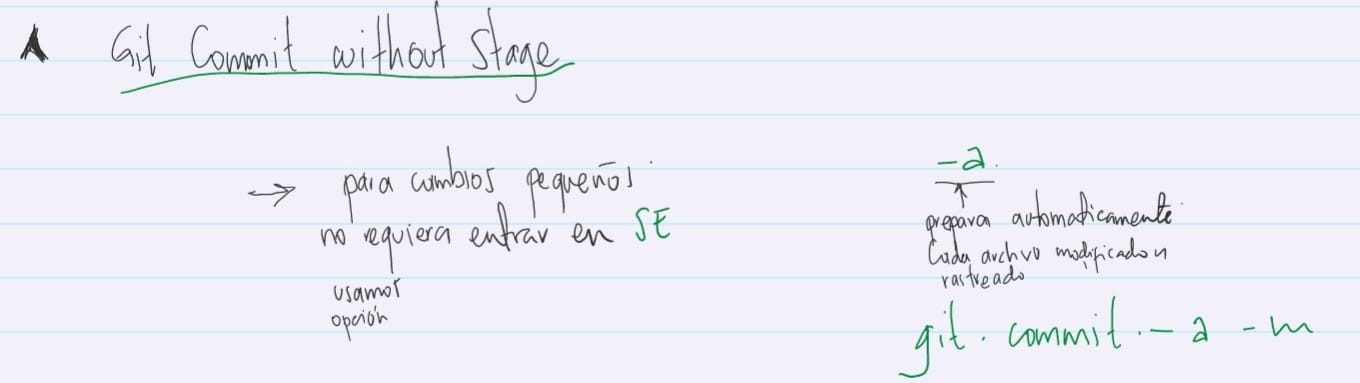 Git Commit without Stage
→ para cambios pequeños
no requiera entrar en SE
usamos
opción
-a.
↑
prepara automaticamente
Cada archvo modificado y
rastreado
git. commit. - a - m